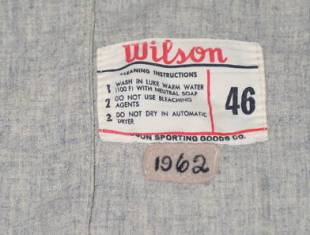 Wilson
CLEANING INSTRUCTIONS
1 WASH IN LUKE WARM WATER
(100 F) WITH NEUTRAL SOAP
2 DO NOT USE BLEACHING
AGENTS
2 DO NOT DRY IN AUTOMATIC
DRYER
46
SPORTING GOODS CO.
1962